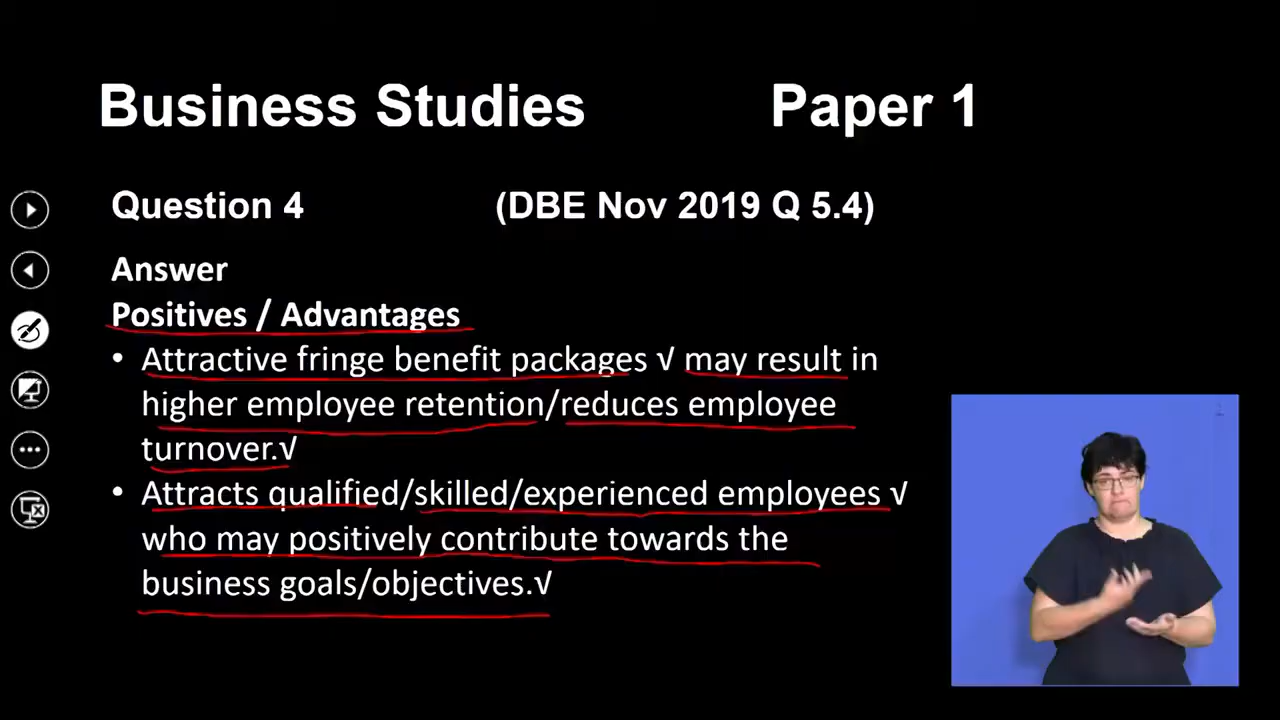 Business Studies Paper 1
Question 4 (DBE Nov 2019 Q 5.4)
Answer
Positives / Advantages
• Attractive fringe benefit packages √ may result in
higher employee retention/reduces employee
turnover.√
• Attracts qualified/skilled/experienced employees √
who may positively contribute towards the
business goals/objectives.√